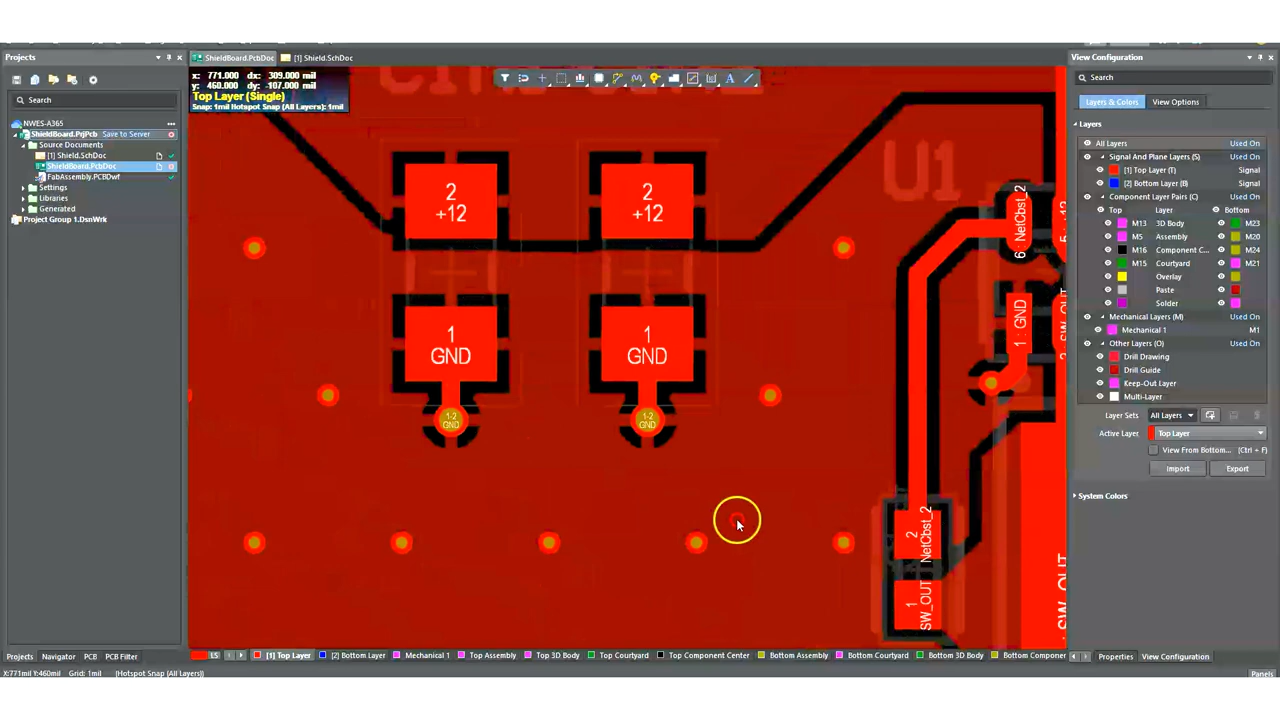 Projects
ShieldBoard.PcbDoc
[1] Shield.SchDoc
View Configuration
x: 771.000 dx: 309.000 mil
y: 460.000 dy: -107.000 mil
Top Layer (Single)
Snap: 1mil Hotspot Snap (All Layers): 1mil
Search
Search
Layers & Colors
View Options
NWES-A365
ShieldBoard.PrjPcb
Save to Server
Source Documents
[1] Shield.SchDoc
ShieldBoard.PcbDoc
FabAssembly.PCBDwf
Settings
Libraries
Generated
Project Group 1.DsnWrk
Layers
All Layers Used On
Signal And Plane Layers (S) Used On
[1] Top Layer (T) Signal
[2] Bottom Layer (B) Signal
Component Layer Pairs (C) Used On
Top Layer Bottom
M13 3D Body M23
M5 Assembly M20
M16 Component C... M24
M15 Courtyard M21
Overlay
Paste
Solder
Mechanical Layers (M) Used On
Mechanical 1 M1
Other Layers (O) Used On
Drill Drawing
Drill Guide
Keep-Out Layer
Multi-Layer
Layer Sets All Layers
Active Layer Top Layer
View From Bottom... (Ctrl + F)
Import
Export
System Colors
U1
2
+12
2
+12
1
GND
1
GND
1-2
GND
1-2
GND
6 : NetCbst_2
1 : GND
SW_OUT
2
NetCbst_2
1
SW_OUT
SW_OUT
Projects Navigator PCB PCB Filter
LS [1] Top Layer [2] Bottom Layer Mechanical 1 Top Assembly Top 3D Body Top Courtyard Top Component Center Bottom Assembly Bottom Courtyard Bottom 3D Body Bottom Componen
Properties View Configuration
X:771mil Y:460mil Grid: 1mil (Hotspot Snap (All Layers))
Panels